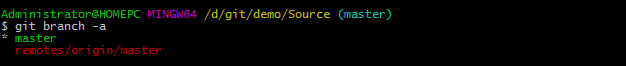 Administrator@HOMEPC MINGW64 /d/git/demo/Source (master)
$ git branch -a
* master
  remotes/origin/master